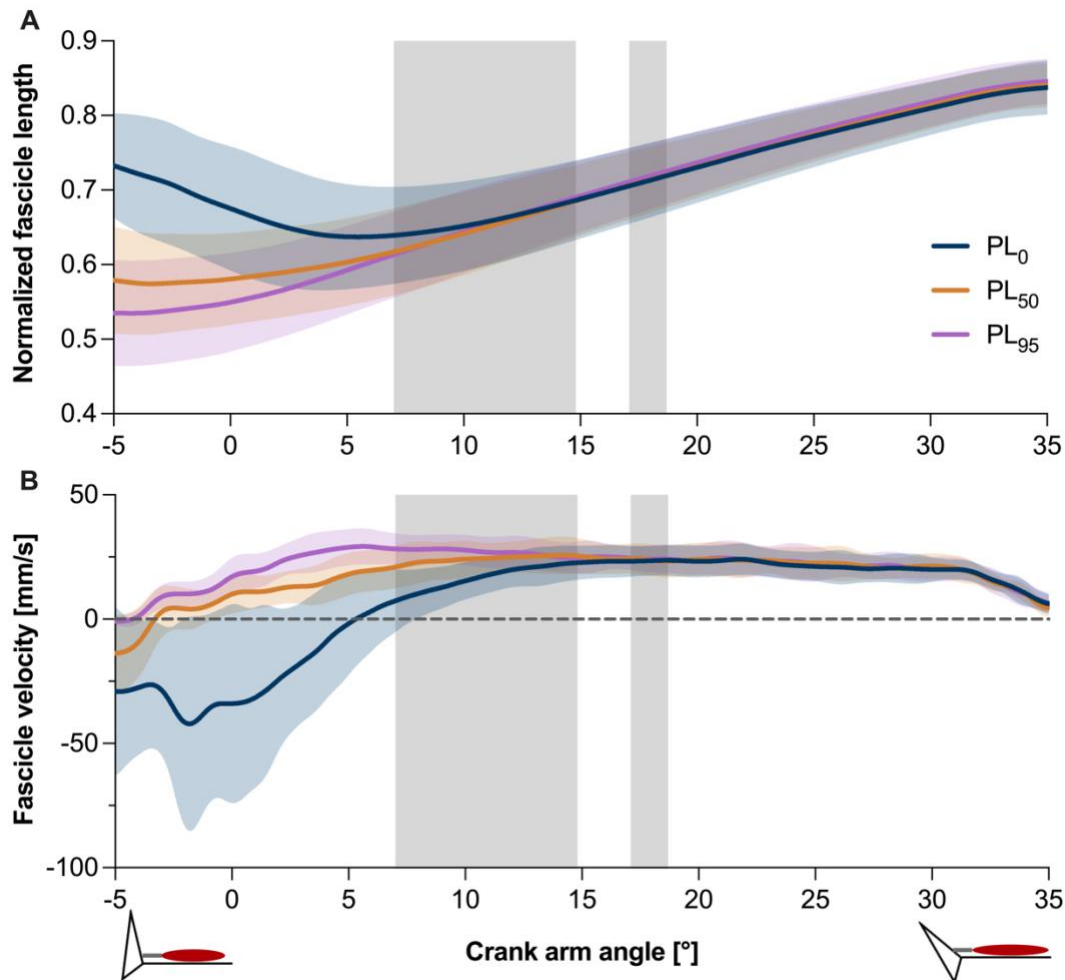 A
Normalized fascicle length
0.9
0.8
0.7
0.6
0.5
0.4
PL0
PL50
PL95
-5 0 5 10 15 20 25 30 35
B
Fascicle velocity [mm/s]
50
0
-50
-100
-5 0 5 10 15 20 25 30 35
Crank arm angle [°]